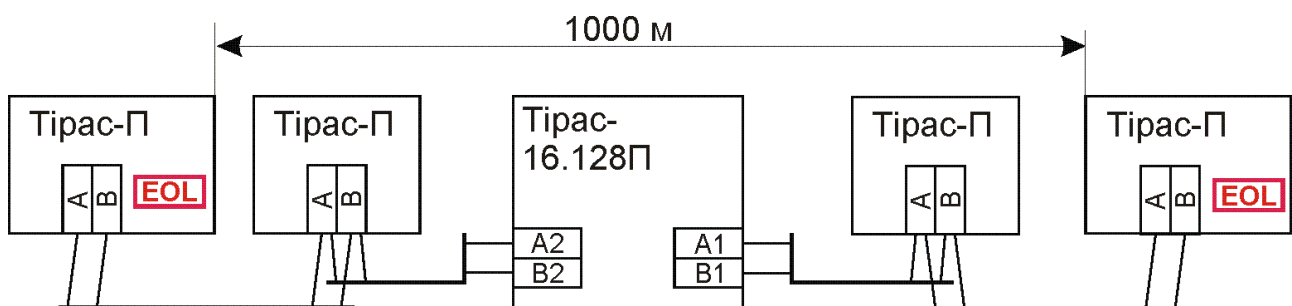 1000 м
Тірас-П
Тірас-П
Тірас-
16.128П
Тірас-П
Тірас-П
A
B
EOL
A
B
A2
B2
A1
B1
A
B
A
B
EOL